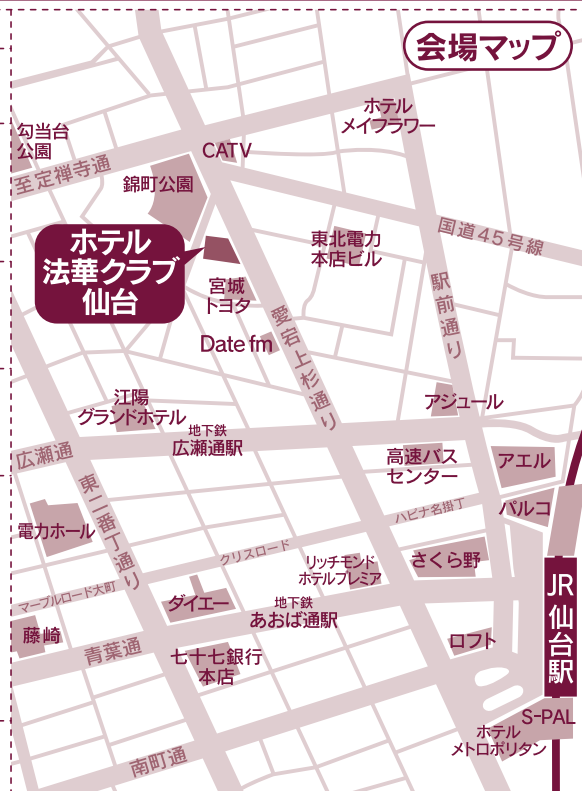 会場マップ
勾当台
公園
至定禅寺通
ホテル
メイフラワー
CATV
錦町公園
国道45号線
ホテル
法華クラブ
仙台
東北電力
本店ビル
宮城
トヨタ
駅前通り
愛宕上杉通り
Date fm
江陽
グランドホテル
アジュール
地下鉄
広瀬通駅
広瀬通
高速バス
センター
アエル
東二番丁通り
電力ホール
パルコ
ハピナ名掛丁
クリスロード
さくら野
リッチモンド
ホテルプレミア
JR仙台駅
マーブルロード大町
ダイエー
地下鉄
あおば通駅
藤崎
青葉通
七十七銀行
本店
ロフト
S-PAL
ホテル
メトロポリタン
南町通